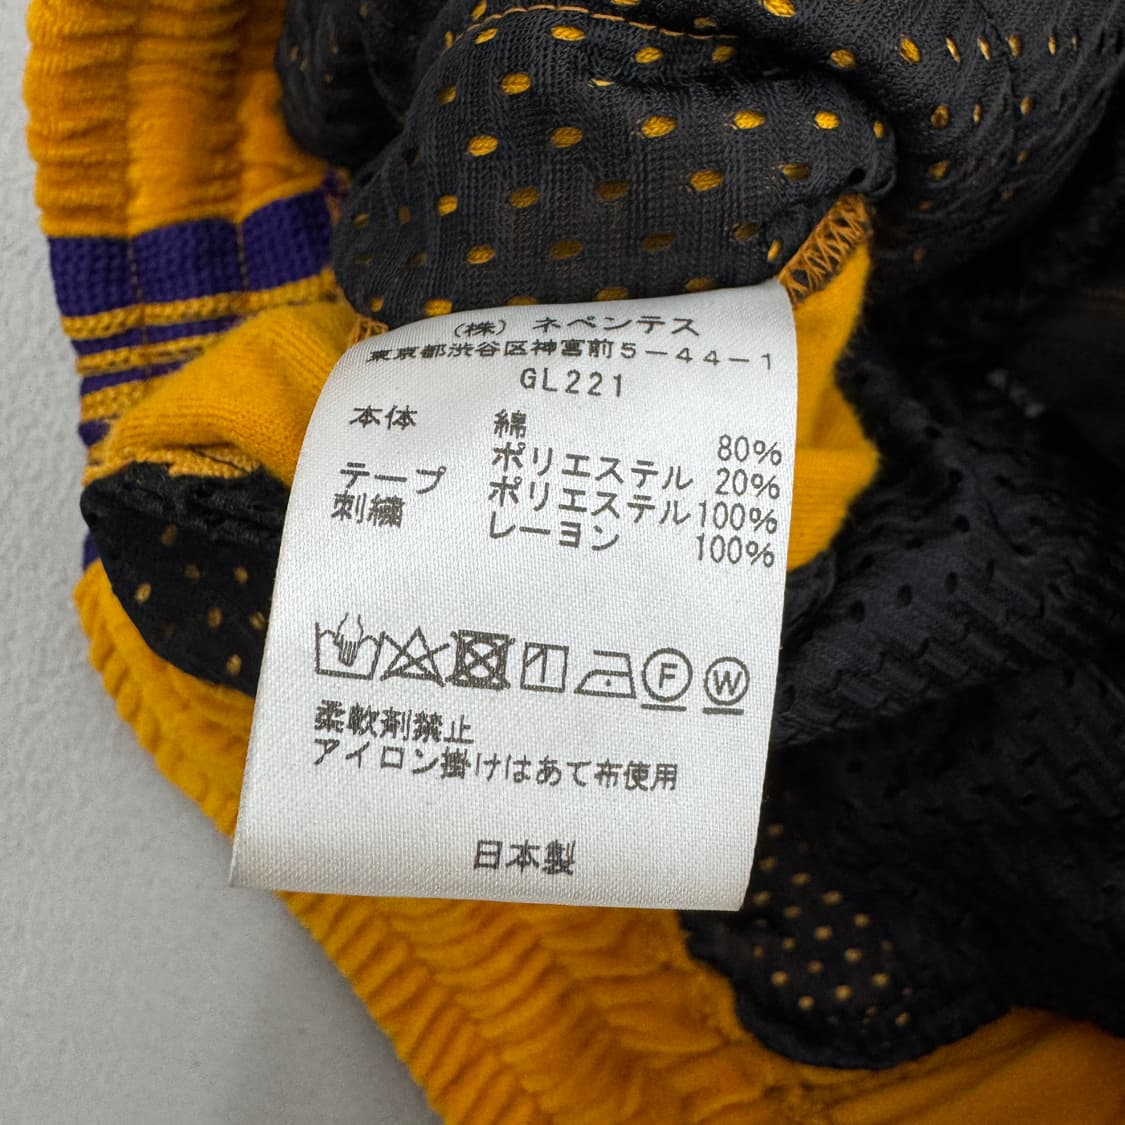 (株) ネペンテス
東京都渋谷区神宮前5-44-1
GL221
本体 綿 80%
ポリエステル 20%
テープ ポリエステル 100%
刺繍 レーヨン 100%
F W
柔軟剤禁止
アイロン掛けはあて布使用
日本製